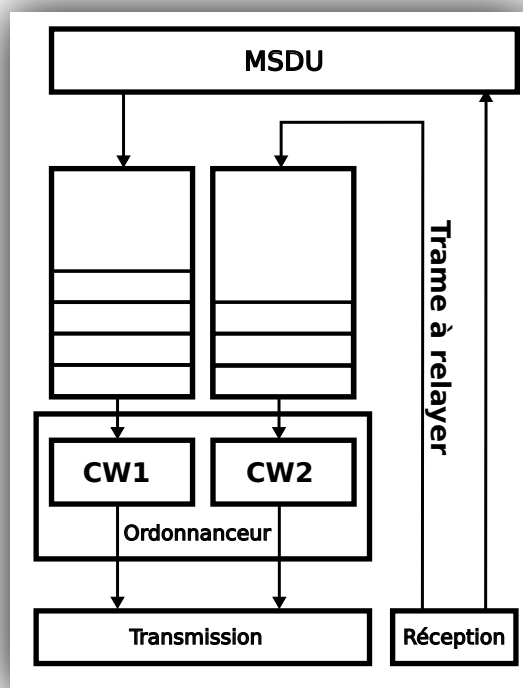 MSDU
Trame à relayer
CW1
CW2
Ordonnanceur
Transmission
Réception